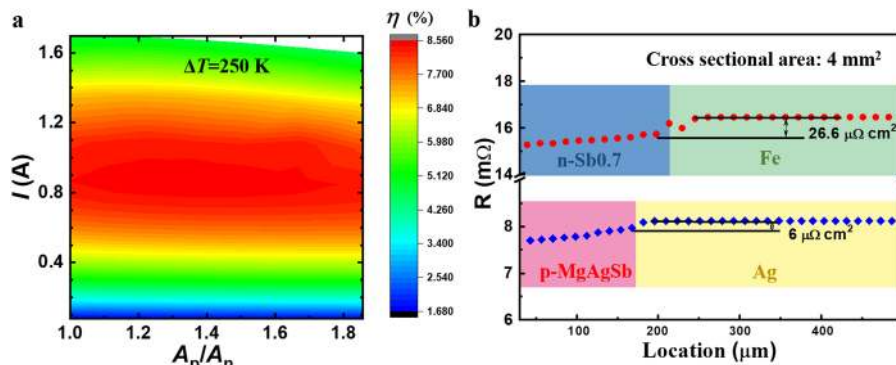 a
η (%)
ΔT=250 K
1.6
1.2
0.8
0.4
I (A)
1.0
1.2
1.4
1.6
1.8
Ap/An
8.560
7.700
6.840
5.980
5.120
4.260
3.400
2.540
1.680
b
Cross sectional area: 4 mm²
20
18
16
14
8
7
6
R (mΩ)
26.6 μΩ cm²
n-Sb0.7
Fe
6 μΩ cm²
p-MgAgSb
Ag
100
200
300
400
Location (μm)